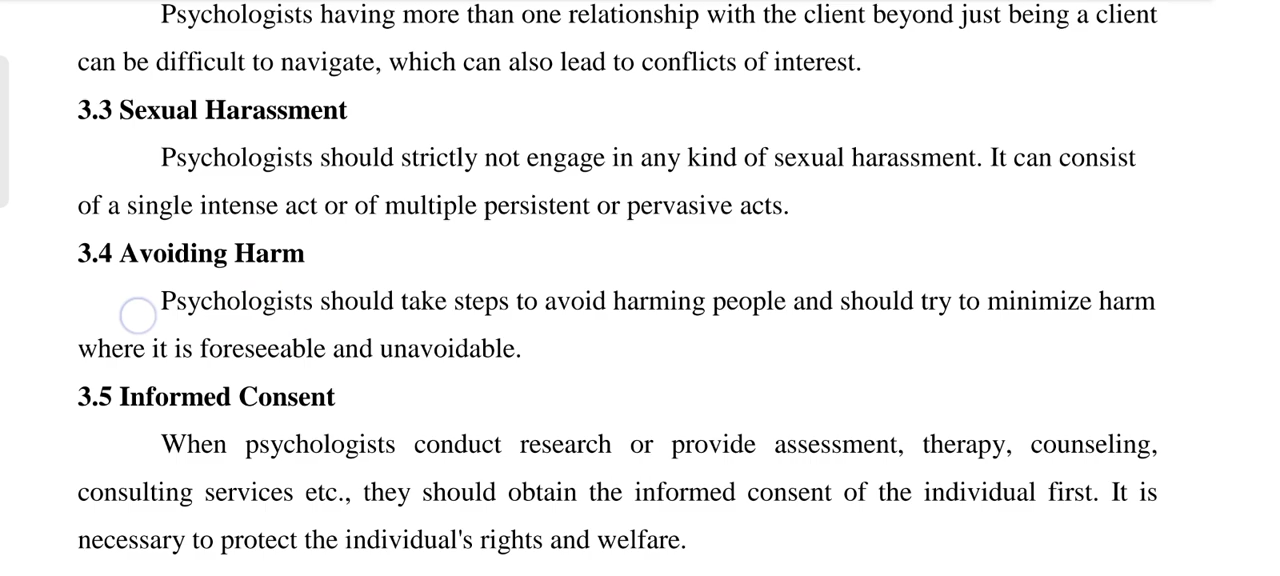 Psychologists having more than one relationship with the client beyond just being a client
can be difficult to navigate, which can also lead to conflicts of interest.
3.3 Sexual Harassment
Psychologists should strictly not engage in any kind of sexual harassment. It can consist
of a single intense act or of multiple persistent or pervasive acts.
3.4 Avoiding Harm
Psychologists should take steps to avoid harming people and should try to minimize harm
where it is foreseeable and unavoidable.
3.5 Informed Consent
When psychologists conduct research or provide assessment, therapy, counseling,
consulting services etc., they should obtain the informed consent of the individual first. It is
necessary to protect the individual's rights and welfare.